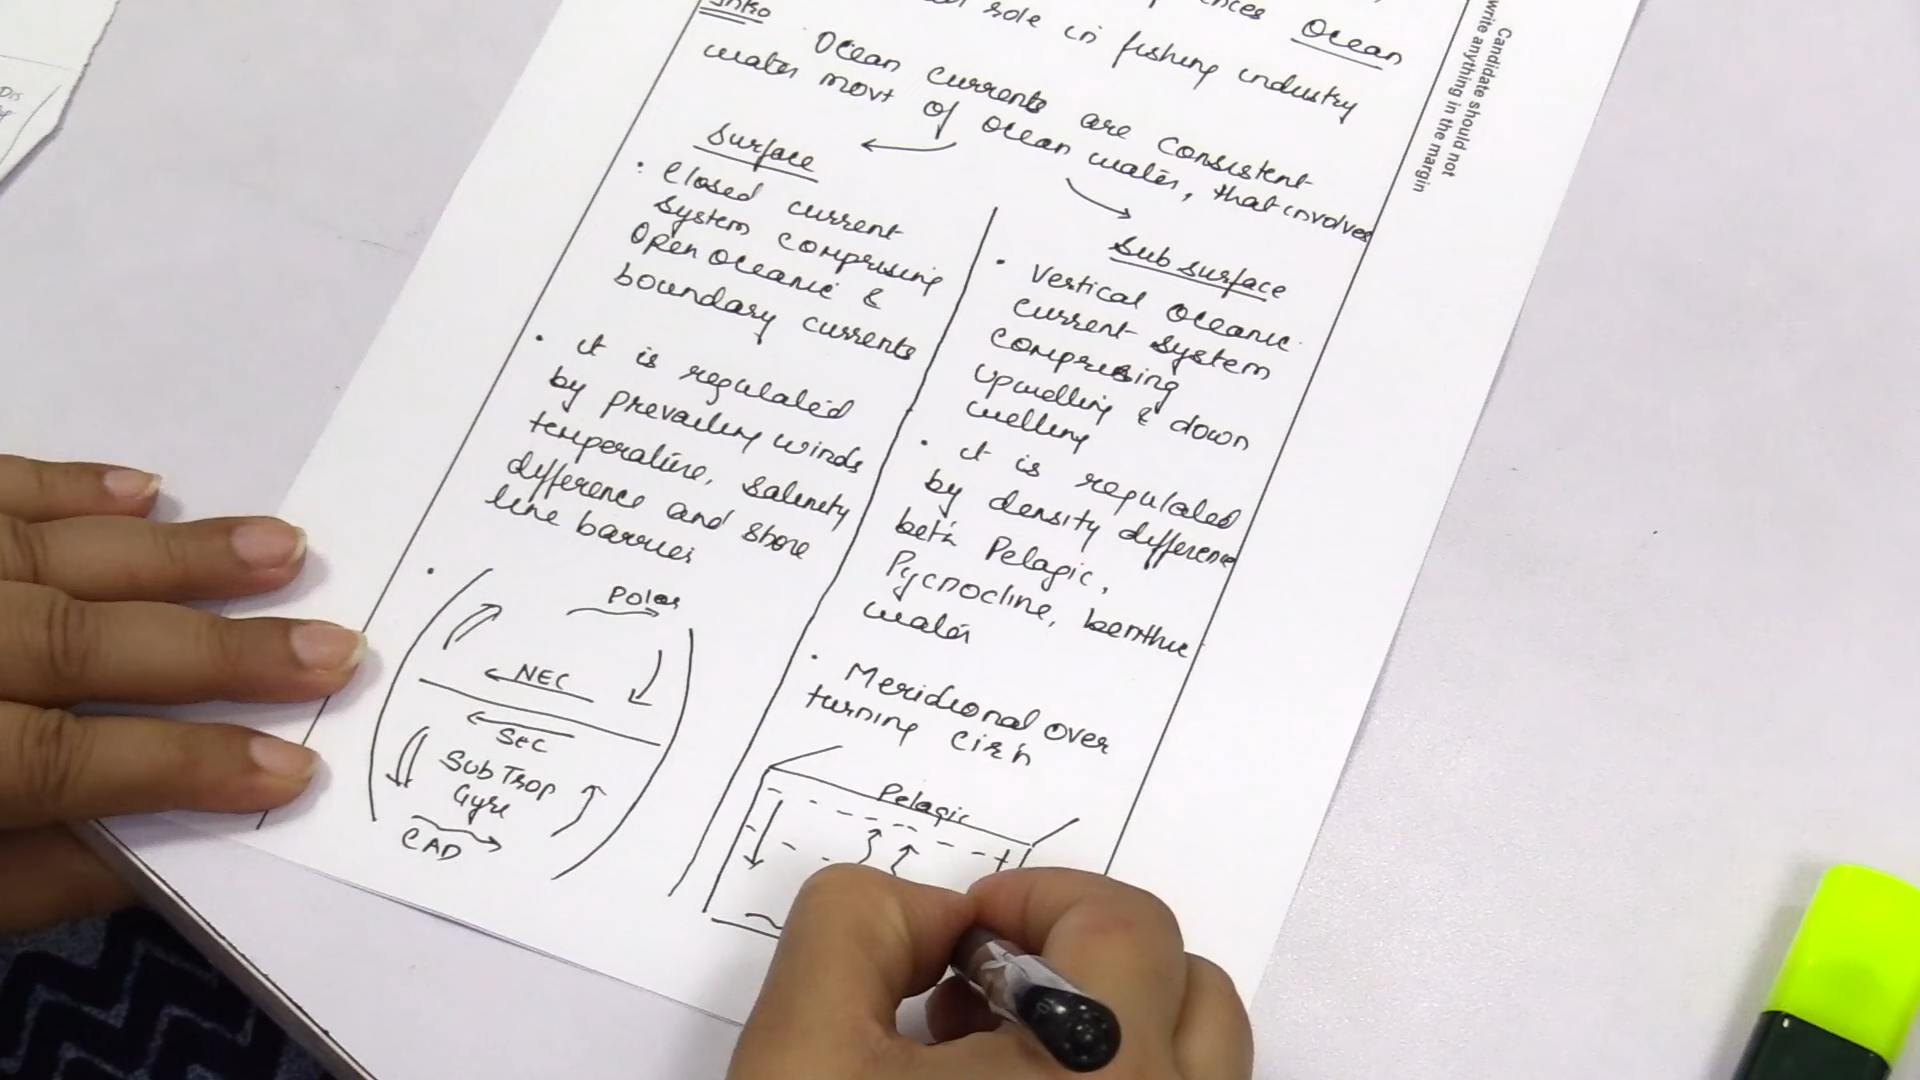 Ocean
role in fishing industry
Intro
Ocean currents are consistent
movt of ocean water, that involves
Surface
• Closed current
system comprising
Open Oceanic &
boundary currents
• it is regulated
by prevailing winds
temperature, salinity
difference and shore
line barrier
Polar
NEC
SEC
Sub Trop
Gyre
CAD
Sub surface
• Vertical Oceanic
current system
comprising
upwelling & down
welling
• it is regulated
by density difference
betn Pelagic,
Pycnocline, benthic
water
• Meridional over
turning cirn
Pelagic
Candidate should not
write anything in the margin